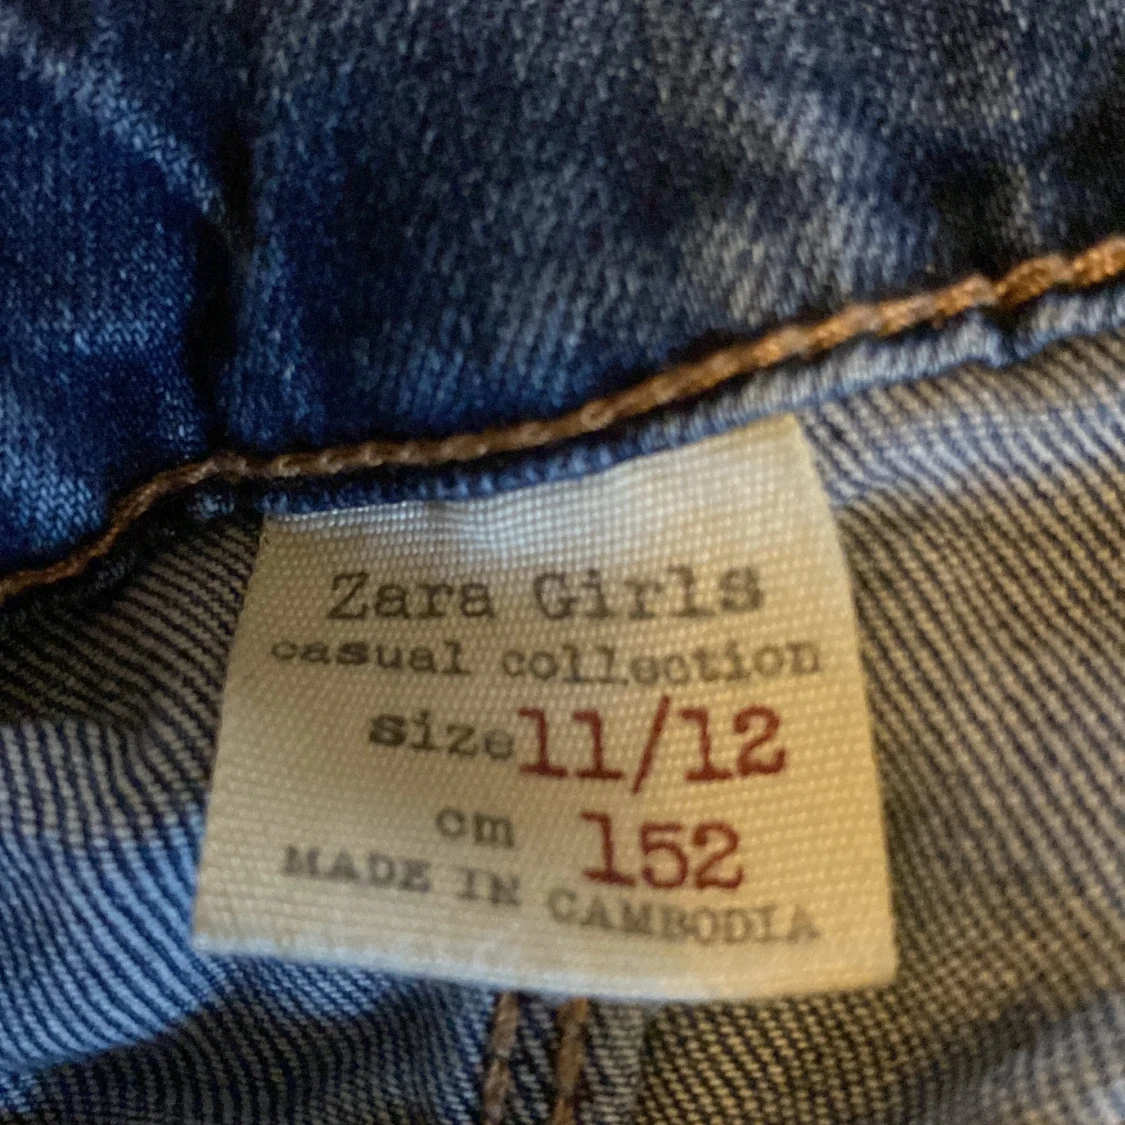 Zara Girls
casual collection
size 11/12
cm 152
MADE IN CAMBODIA